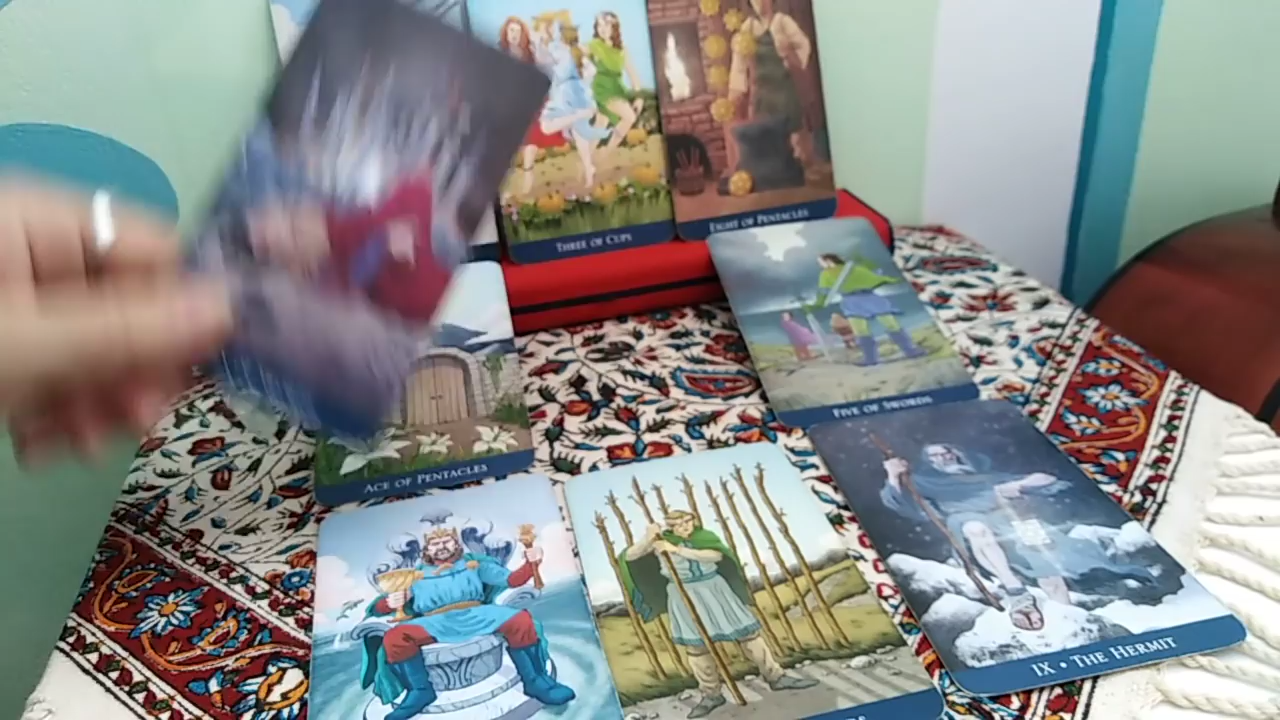 THREE OF CUPS
EIGHT OF PENTACLES
FIVE OF SWORDS
ACE OF PENTACLES
IX • THE HERMIT